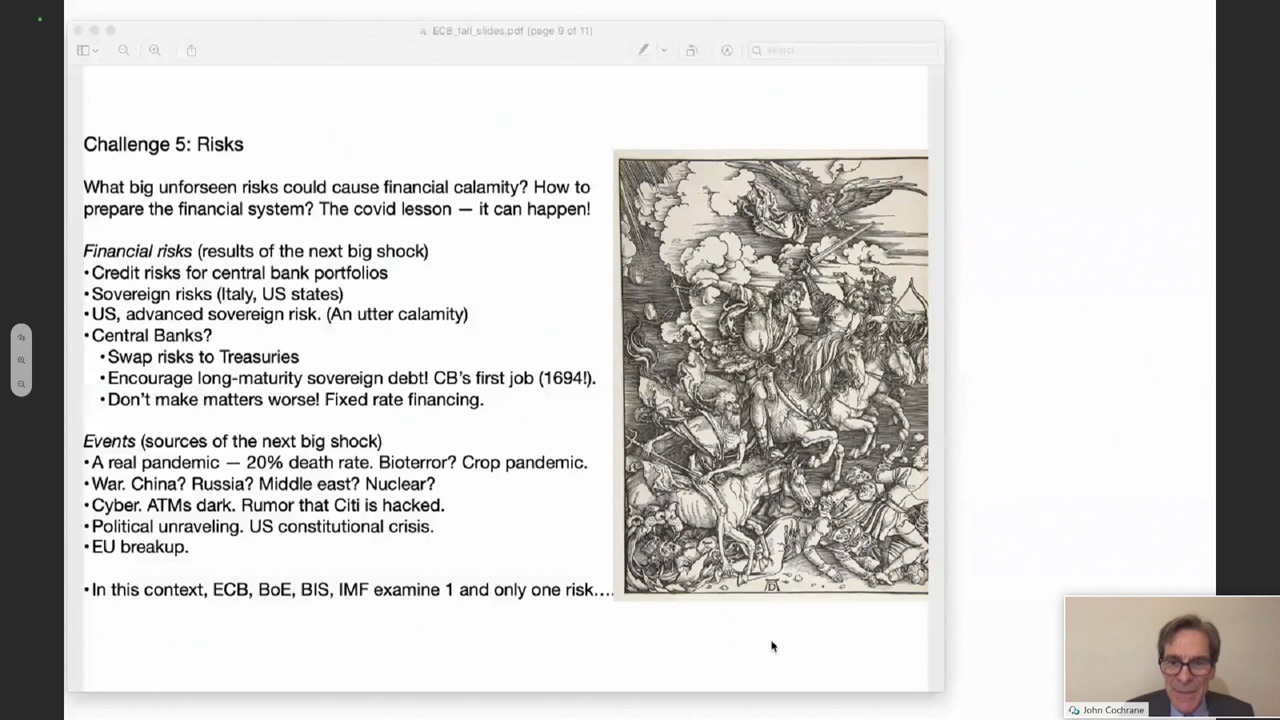 ECB_fall_slides.pdf (page 9 of 11)
Search
Challenge 5: Risks
What big unforseen risks could cause financial calamity? How to
prepare the financial system? The covid lesson — it can happen!
Financial risks (results of the next big shock)
•Credit risks for central bank portfolios
•Sovereign risks (Italy, US states)
•US, advanced sovereign risk. (An utter calamity)
•Central Banks?
•Swap risks to Treasuries
•Encourage long-maturity sovereign debt! CB's first job (1694!).
•Don't make matters worse! Fixed rate financing.
Events (sources of the next big shock)
•A real pandemic — 20% death rate. Bioterror? Crop pandemic.
•War. China? Russia? Middle east? Nuclear?
•Cyber. ATMs dark. Rumor that Citi is hacked.
•Political unraveling. US constitutional crisis.
•EU breakup.
•In this context, ECB, BoE, BIS, IMF examine 1 and only one risk....
AD
John Cochrane